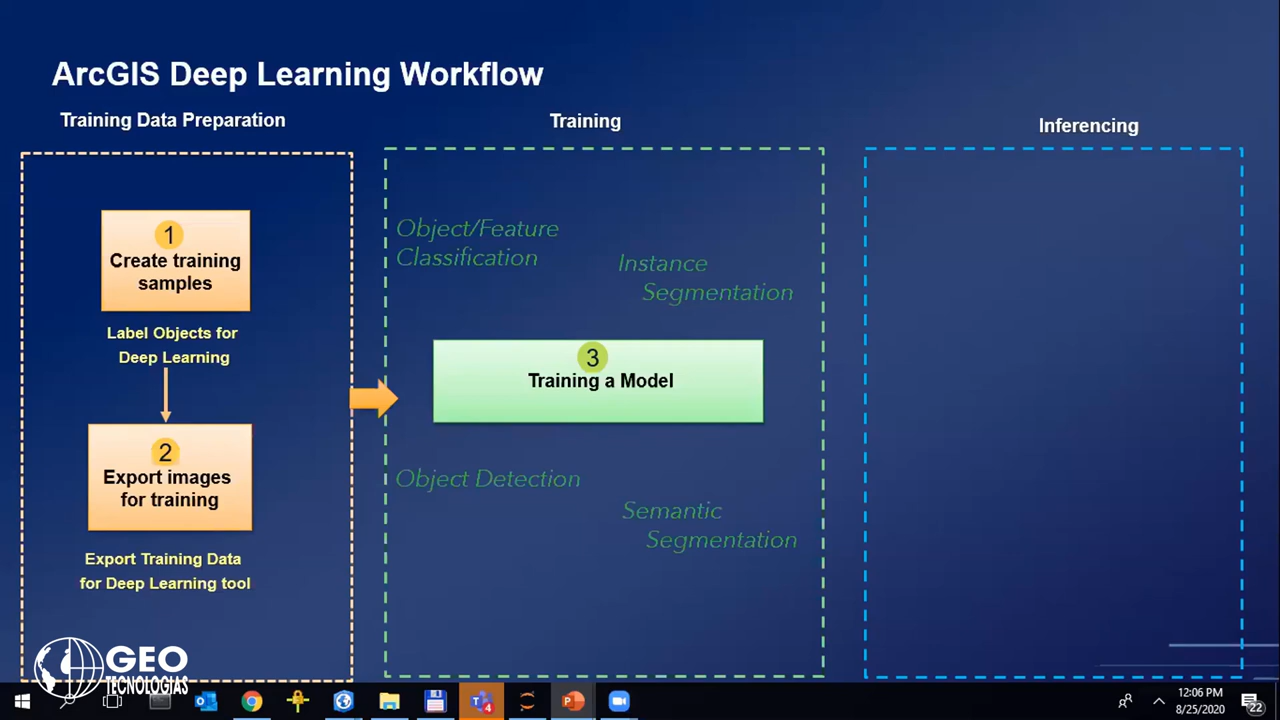 ArcGIS Deep Learning Workflow
Training Data Preparation
Training
Inferencing
1
Create training
samples
Label Objects for
Deep Learning
2
Export images
for training
Export Training Data
for Deep Learning tool
Object/Feature
Classification
Instance
Segmentation
3
Training a Model
Object Detection
Semantic
Segmentation
GEO
TECNOLOGIAS
4
12:06 PM
8/25/2020
22